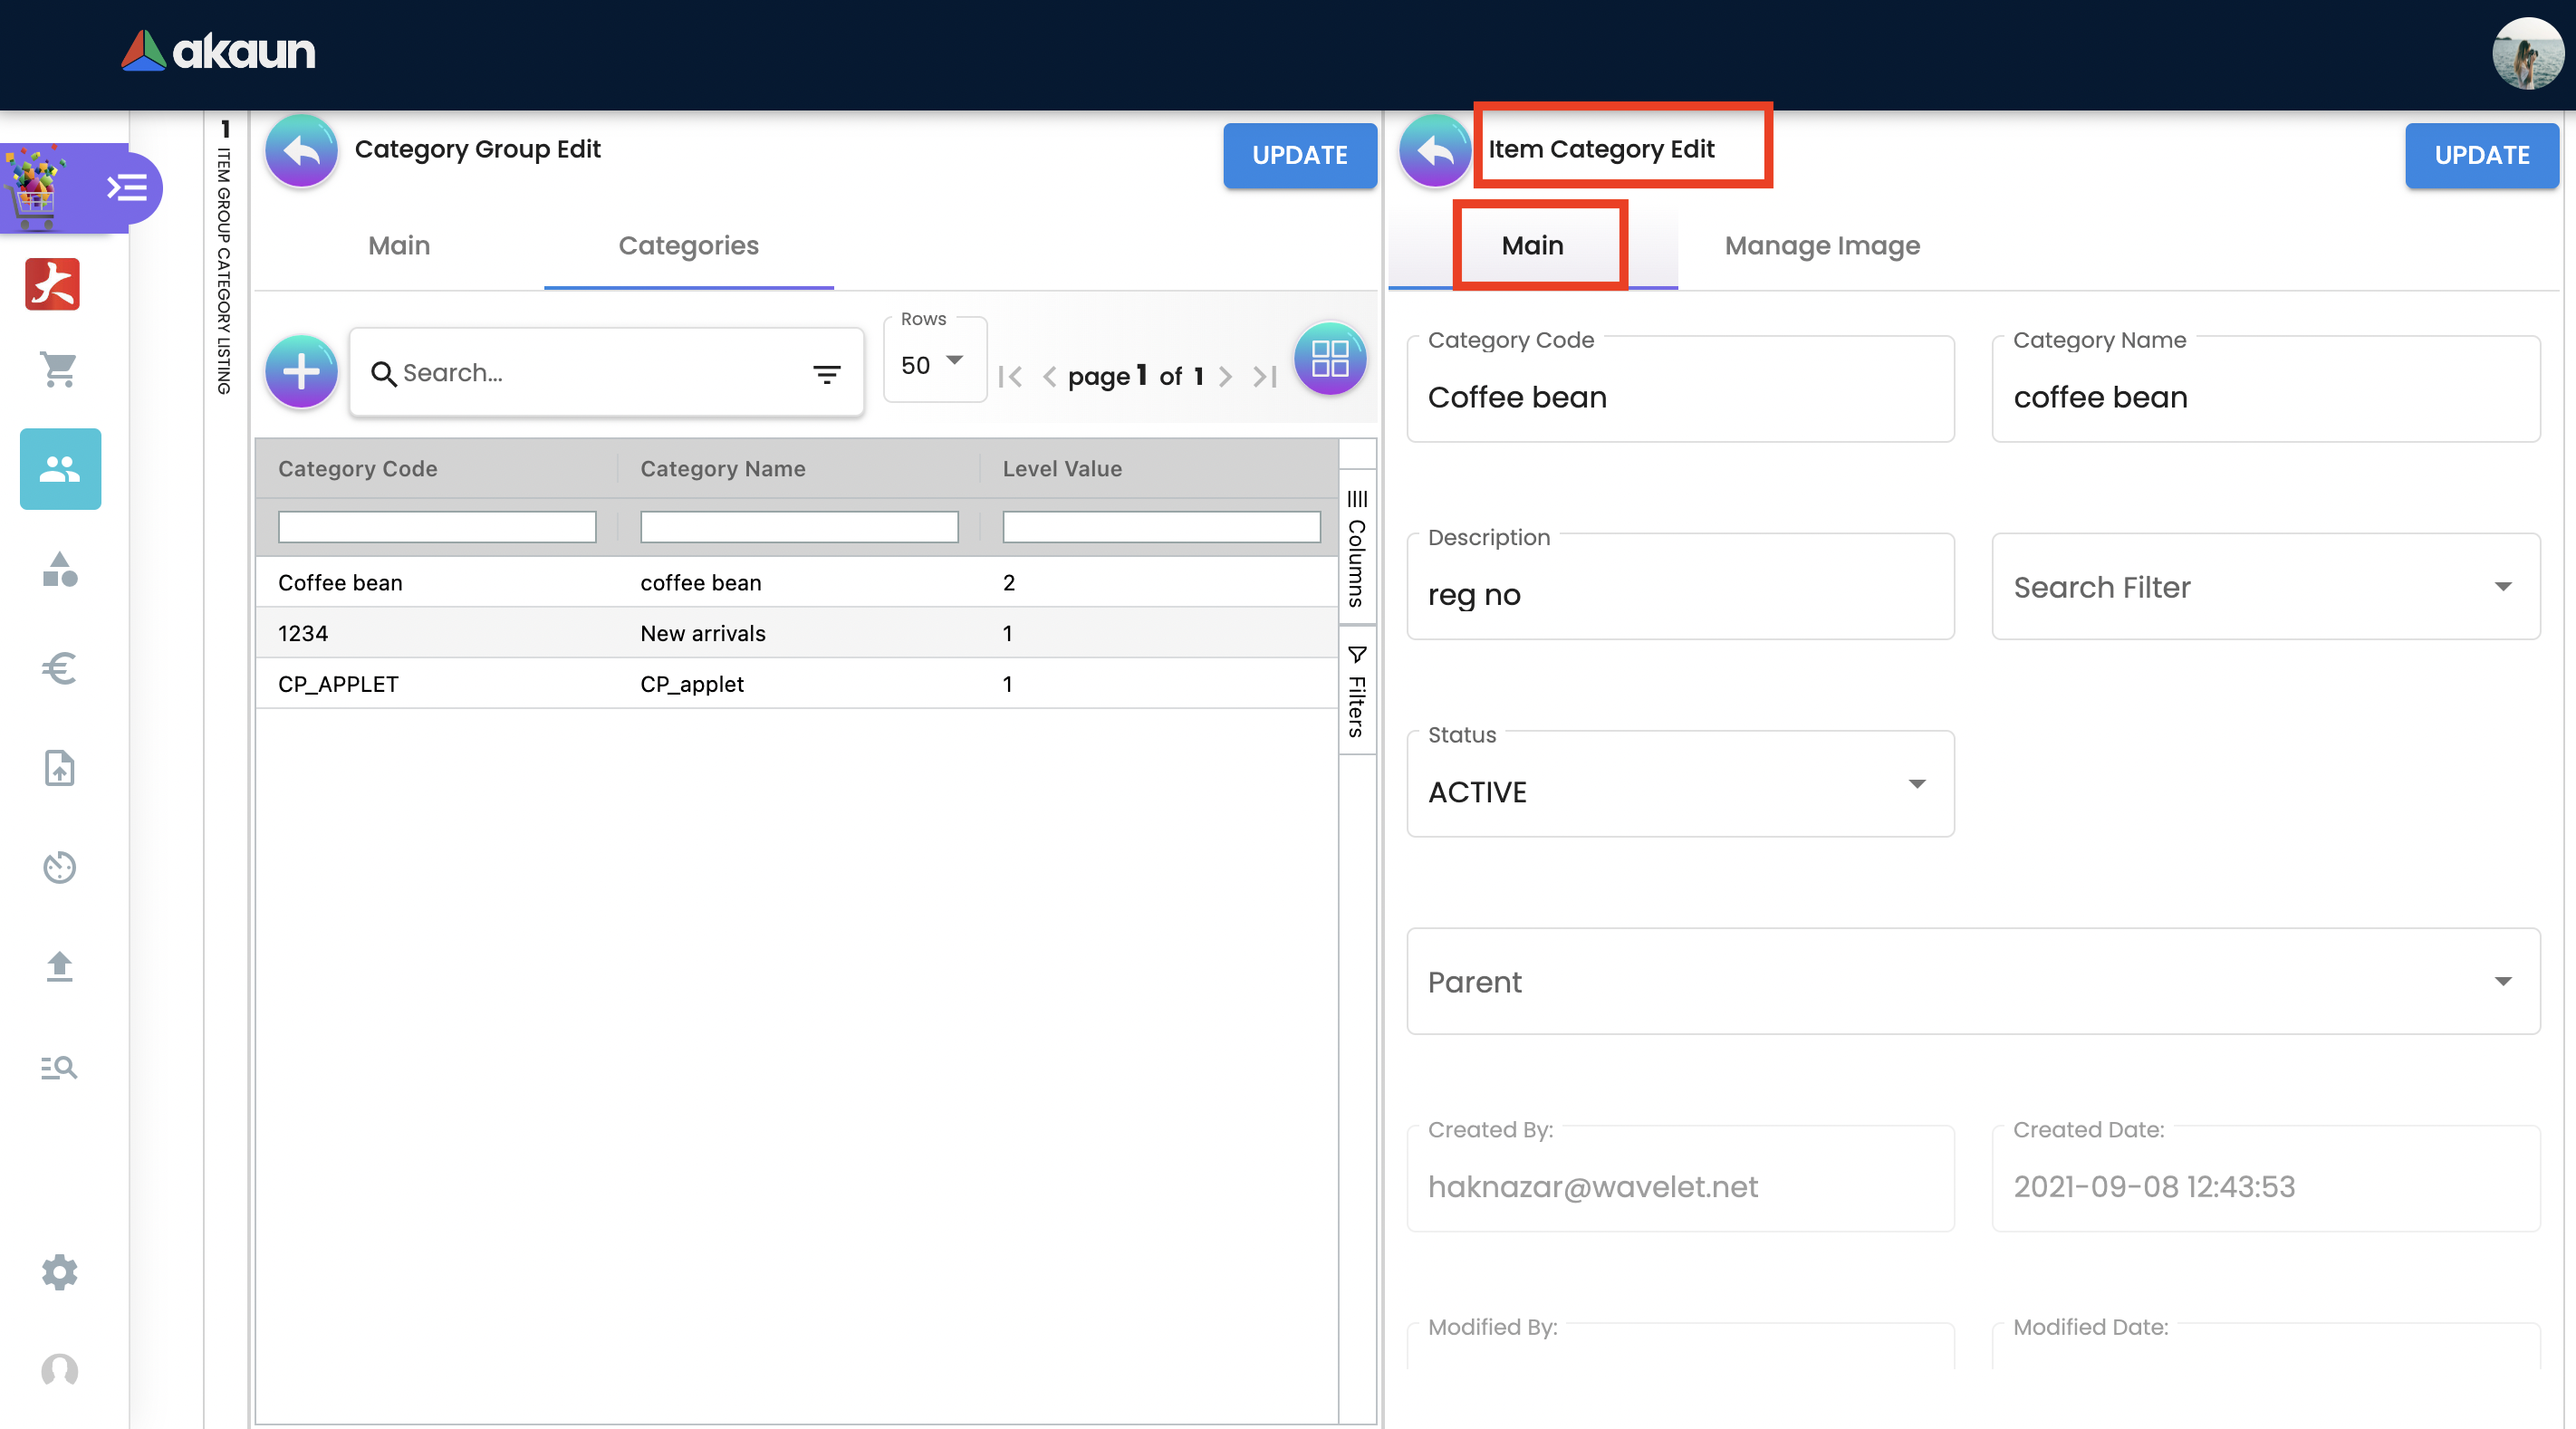 akaun
1 ITEM GROUP CATEGORY LISTING
Category Group Edit
UPDATE
Main
Categories
Search...
Rows
50
page 1 of 1
Category Code
Category Name
Level Value
Coffee bean
coffee bean
2
1234
New arrivals
1
CP_APPLET
CP_applet
1
Columns
Filters
Item Category Edit
UPDATE
Main
Manage Image
Category Code
Coffee bean
Category Name
coffee bean
Description
reg no
Search Filter
Status
ACTIVE
Parent
Created By:
haknazar@wavelet.net
Created Date:
2021-09-08 12:43:53
Modified By:
Modified Date: